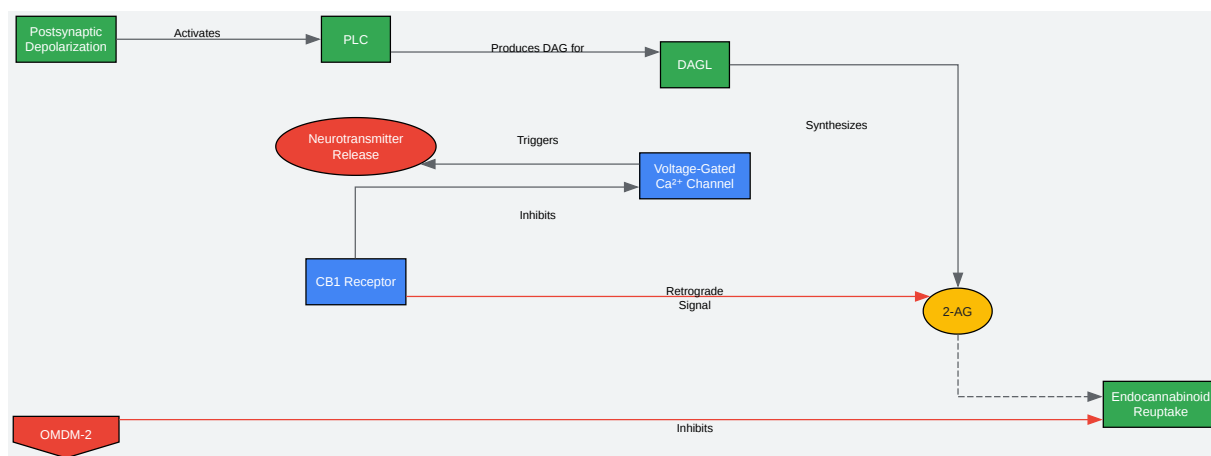 Postsynaptic
Depolarization
Activates
PLC
Produces DAG for
DAGL
Synthesizes
Neurotransmitter
Release
Triggers
Voltage-Gated
Ca²⁺ Channel
Inhibits
CB1 Receptor
Retrograde
Signal
2-AG
Endocannabinoid
Reuptake
OMDM-2
Inhibits